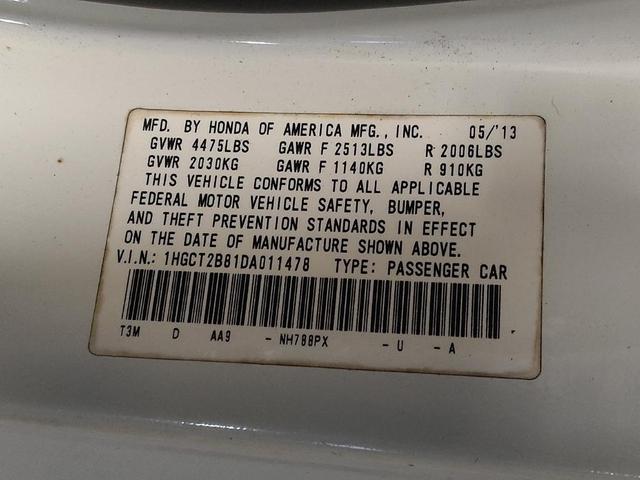 MFD. BY HONDA OF AMERICA MFG., INC. 05/'13
GVWR 4475LBS GAWR F 2513LBS R 2006LBS
GVWR 2030KG GAWR F 1140KG R 910KG
THIS VEHICLE CONFORMS TO ALL APPLICABLE
FEDERAL MOTOR VEHICLE SAFETY, BUMPER,
AND THEFT PREVENTION STANDARDS IN EFFECT
ON THE DATE OF MANUFACTURE SHOWN ABOVE.
V.I.N.: 1HGCT2B81DA011478 TYPE: PASSENGER CAR
T3M D AA9 - NH788PX - U - A